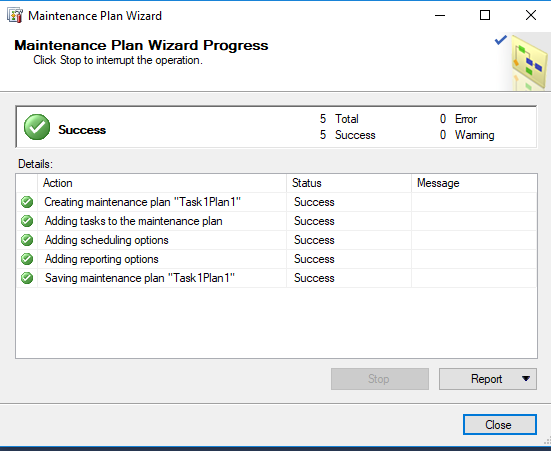 Maintenance Plan Wizard
Maintenance Plan Wizard Progress
Click Stop to interrupt the operation.
Success 5 Total 0 Error
5 Success 0 Warning
Details:
Action Status Message
Creating maintenance plan "Task1Plan1" Success
Adding tasks to the maintenance plan Success
Adding scheduling options Success
Adding reporting options Success
Saving maintenance plan "Task1Plan1" Success
Stop Report
Close